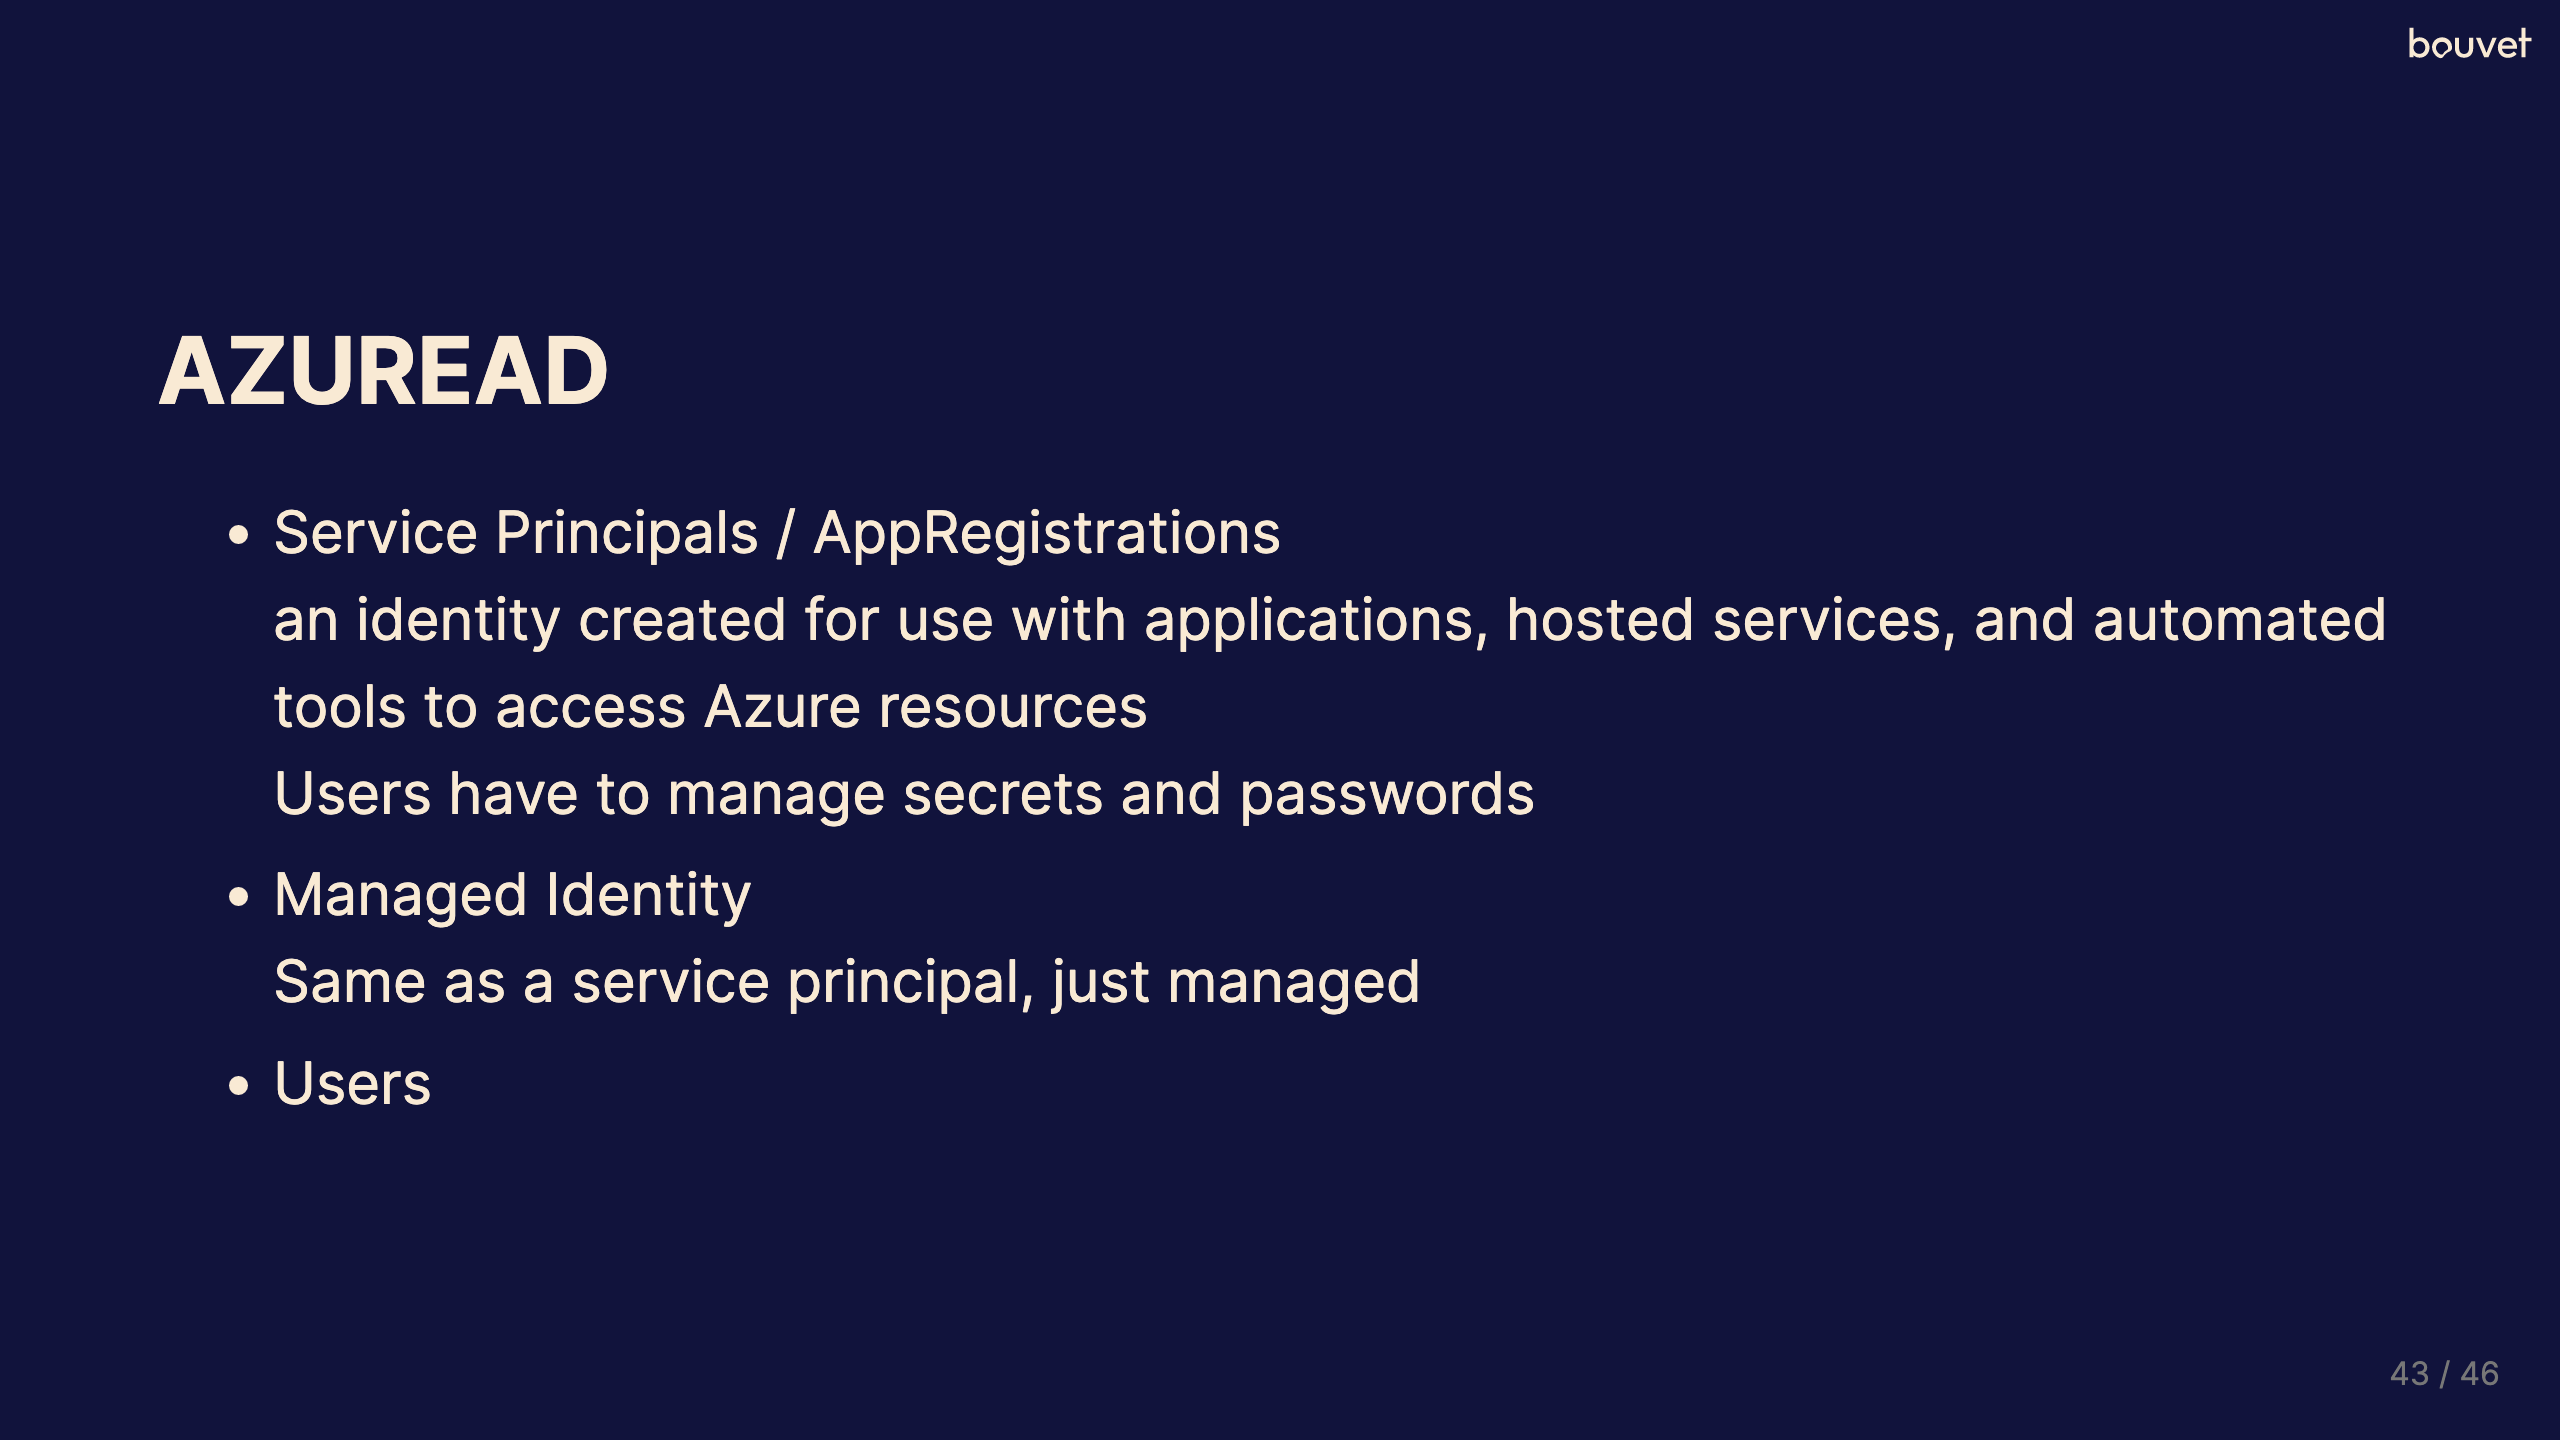 bouvet
AZUREAD
• Service Principals / AppRegistrations
an identity created for use with applications, hosted services, and automated
tools to access Azure resources
Users have to manage secrets and passwords
• Managed Identity
Same as a service principal, just managed
• Users
43 / 46